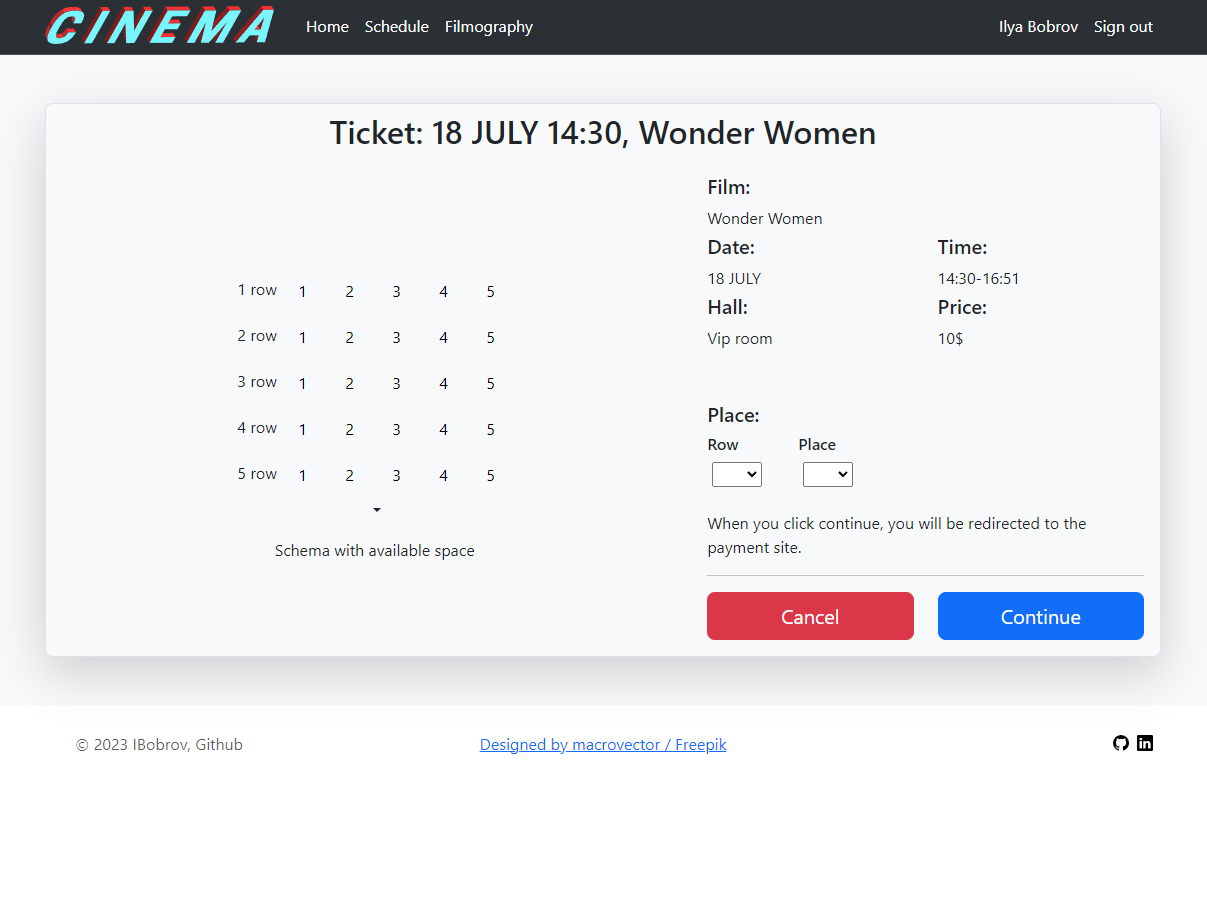 CINEMA Home Schedule Filmography Ilya Bobrov Sign out
Ticket: 18 JULY 14:30, Wonder Women
1 row 1 2 3 4 5
2 row 1 2 3 4 5
3 row 1 2 3 4 5
4 row 1 2 3 4 5
5 row 1 2 3 4 5
Schema with available space
Film:
Wonder Women
Date: Time:
18 JULY 14:30-16:51
Hall: Price:
Vip room 10$
Place:
Row Place
When you click continue, you will be redirected to the
payment site.
Cancel Continue
© 2023 IBobrov, Github Designed by macrovector / Freepik